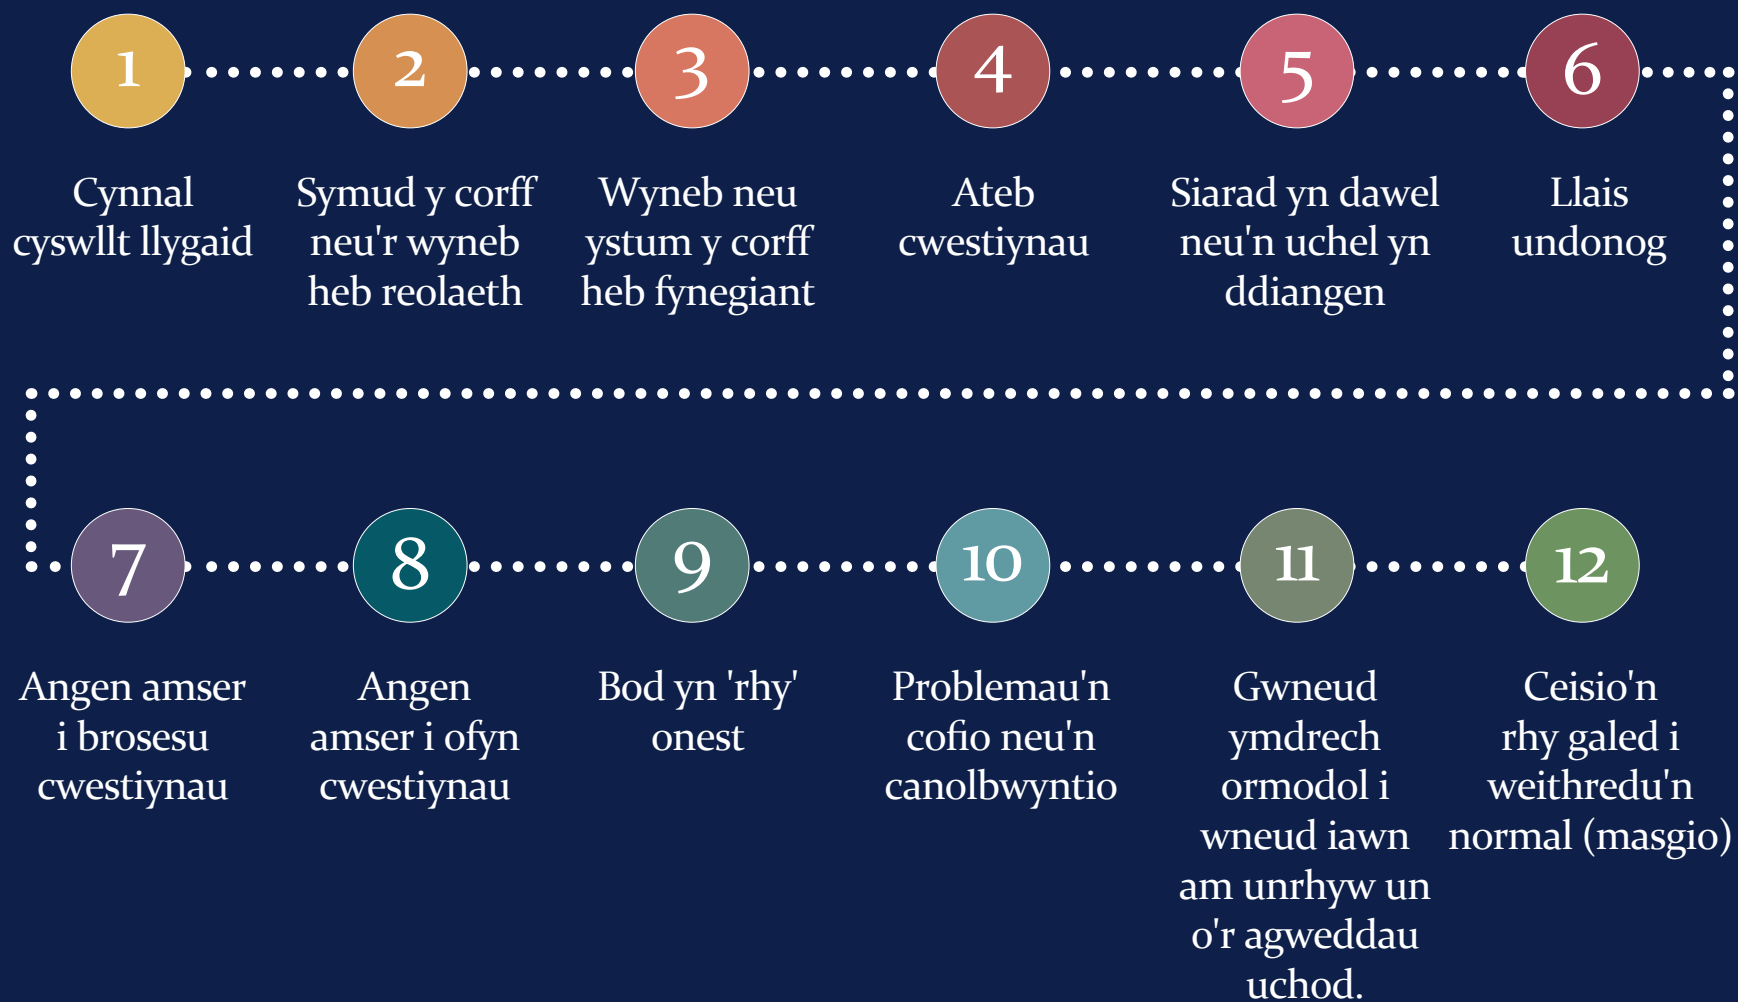 1
Cynnal
cyswllt llygaid
2
Symud y corff
neu'r wyneb
heb reolaeth
3
Wyneb neu
ystum y corff
heb fynegiant
4
Ateb
cwestiynau
5
Siarad yn dawel
neu'n uchel yn
ddiangen
6
Llais
undonog
7
Angen amser
i brosesu
cwestiynau
8
Angen
amser i ofyn
cwestiynau
9
Bod yn 'rhy'
onest
10
Problemau'n
cofio neu'n
canolbwyntio
11
Gwneud
ymdrech
ormodol i
wneud iawn
am unrhyw un
o'r agweddau
uchod.
12
Ceisio'n
rhy galed i
weithredu'n
normal (masgio)